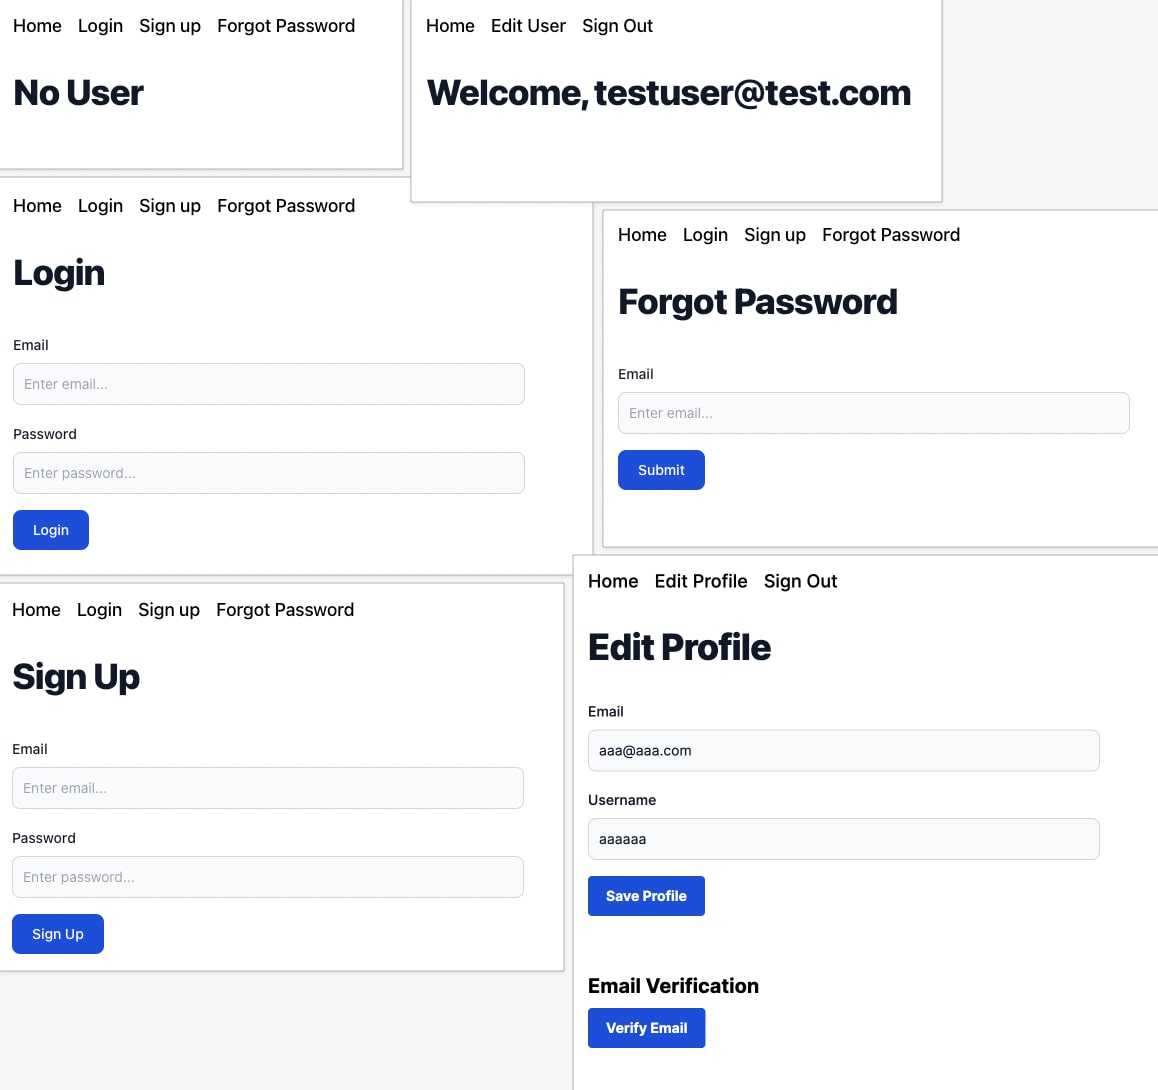 Home Login Sign up Forgot Password
No User
Home Edit User Sign Out
Welcome, testuser@test.com
Home Login Sign up Forgot Password
Login
Email
Enter email...
Password
Enter password...
Login
Home Login Sign up Forgot Password
Forgot Password
Email
Enter email...
Submit
Home Login Sign up Forgot Password
Sign Up
Email
Enter email...
Password
Enter password...
Sign Up
Home Edit Profile Sign Out
Edit Profile
Email
aaa@aaa.com
Username
aaaaaa
Save Profile
Email Verification
Verify Email